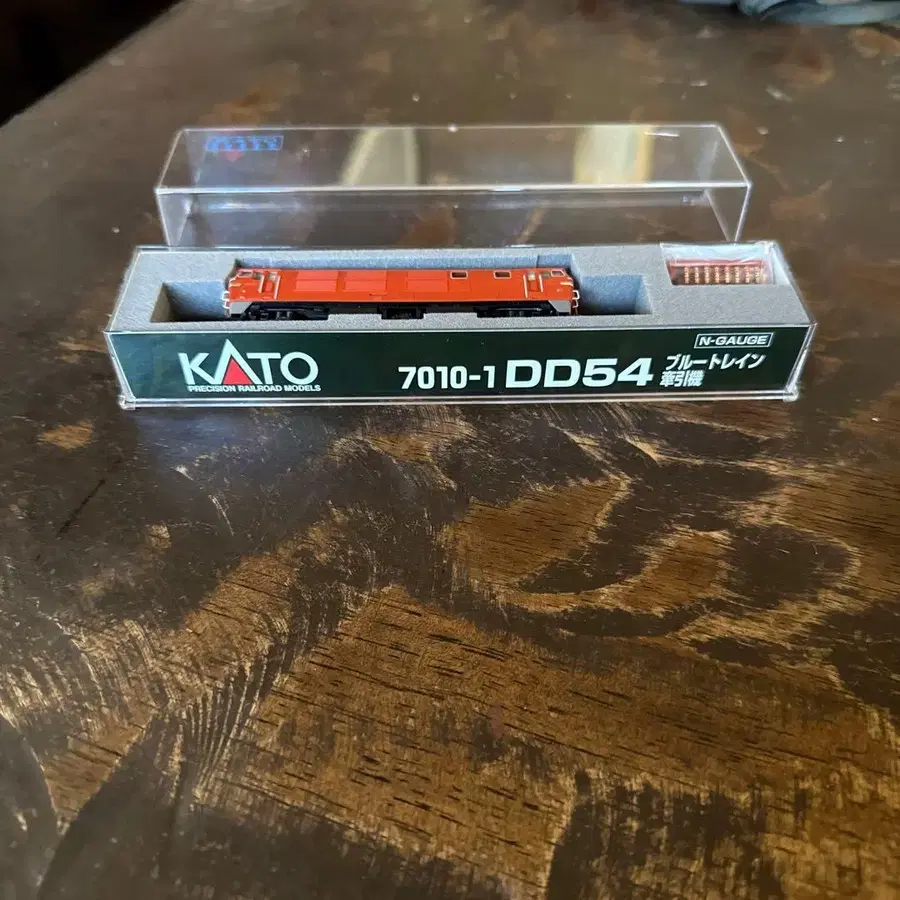 N-GAUGE
KATO
PRECISION RAILROAD MODELS
7010-1 DD54 ブルートレイン
牽引機